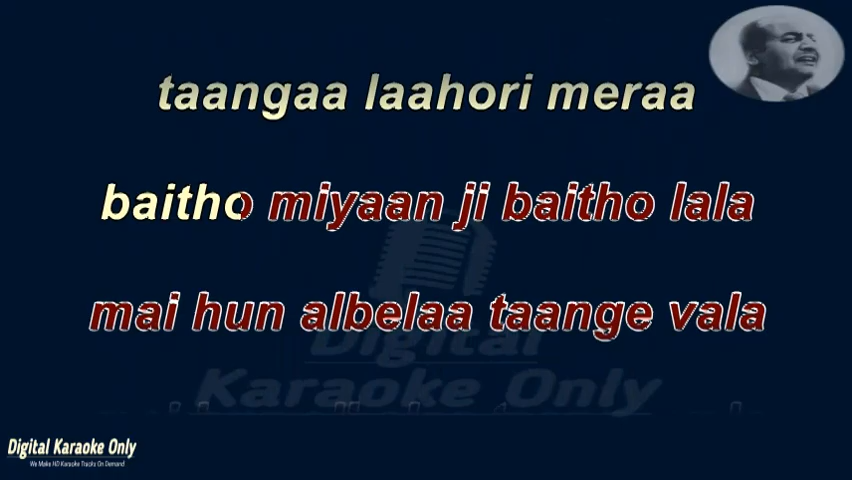 taangaa laahori meraa
baitho miyaan ji baitho lala
mai hun albelaa taange vala
Digital
Karaoke Only
Digital Karaoke Only
We Make HD Karaoke Tracks On Demand